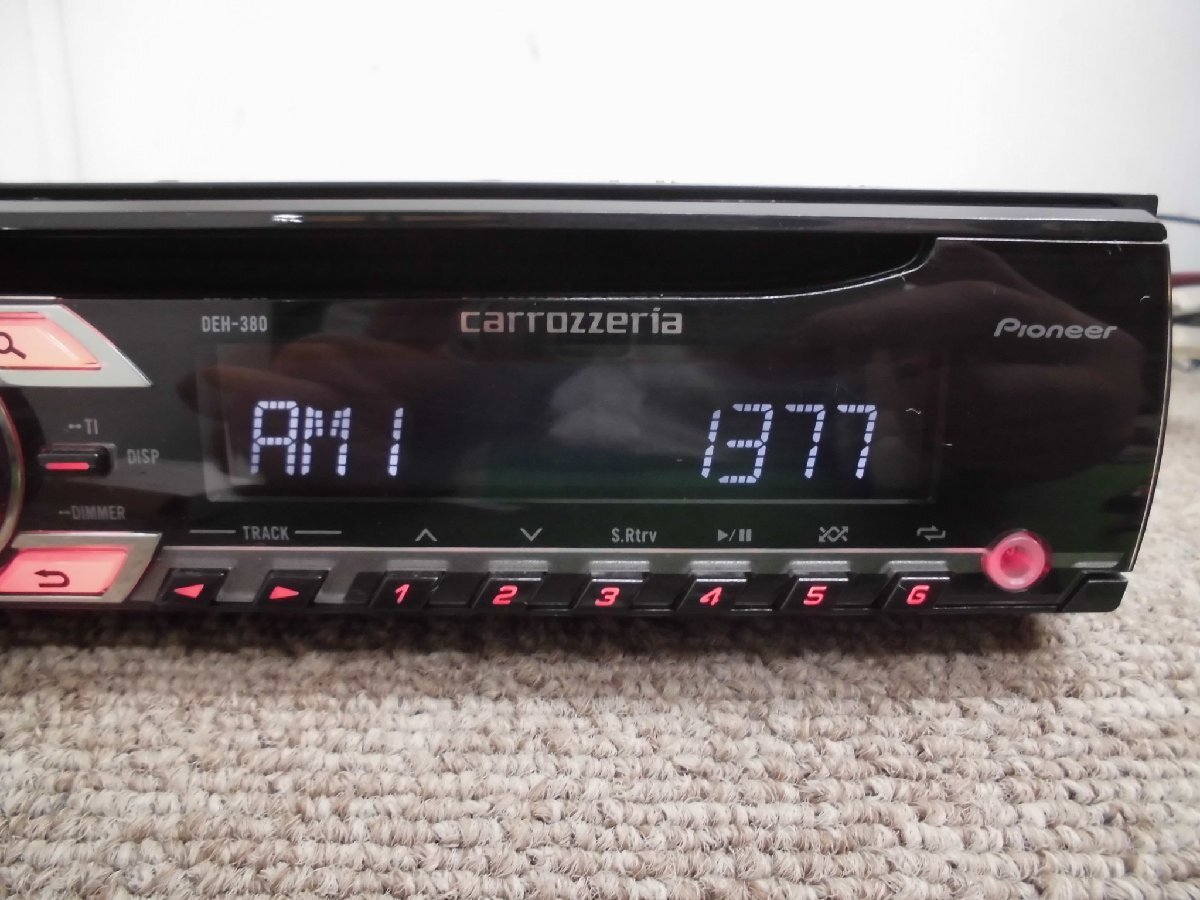 DEH-380
carrozzeria
Pioneer
AM1
1377
TI
DISP
DIMMER
TRACK
S.Rtrv
1 2 3 4 5 6